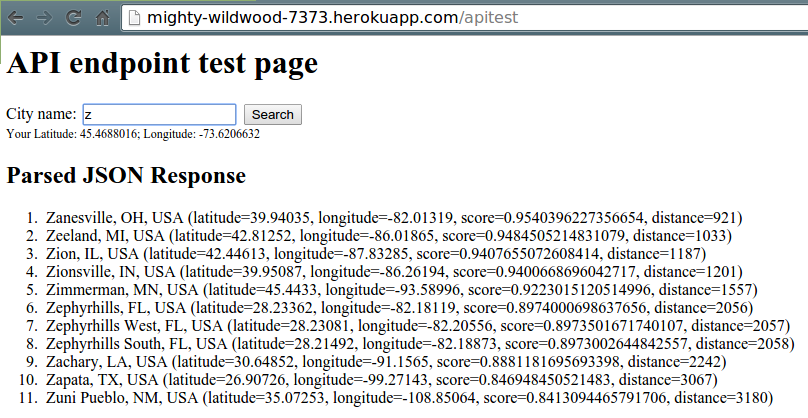 mighty-wildwood-7373.herokuapp.com/apitest
API endpoint test page
City name: z Search
Your Latitude: 45.4688016; Longitude: -73.6206632
Parsed JSON Response
1. Zanesville, OH, USA (latitude=39.94035, longitude=-82.01319, score=0.9540396227356654, distance=921)
2. Zeeland, MI, USA (latitude=42.81252, longitude=-86.01865, score=0.9484505214831079, distance=1033)
3. Zion, IL, USA (latitude=42.44613, longitude=-87.83285, score=0.9407655072608414, distance=1187)
4. Zionsville, IN, USA (latitude=39.95087, longitude=-86.26194, score=0.9400668696042717, distance=1201)
5. Zimmerman, MN, USA (latitude=45.4433, longitude=-93.58996, score=0.9223015120514996, distance=1557)
6. Zephyrhills, FL, USA (latitude=28.23362, longitude=-82.18119, score=0.8974000698637656, distance=2056)
7. Zephyrhills West, FL, USA (latitude=28.23081, longitude=-82.20556, score=0.8973501671740107, distance=2057)
8. Zephyrhills South, FL, USA (latitude=28.21492, longitude=-82.18873, score=0.8973002644842557, distance=2058)
9. Zachary, LA, USA (latitude=30.64852, longitude=-91.1565, score=0.8881181695693398, distance=2242)
10. Zapata, TX, USA (latitude=26.90726, longitude=-99.27143, score=0.846948450521483, distance=3067)
11. Zuni Pueblo, NM, USA (latitude=35.07253, longitude=-108.85064, score=0.8413094465791706, distance=3180)